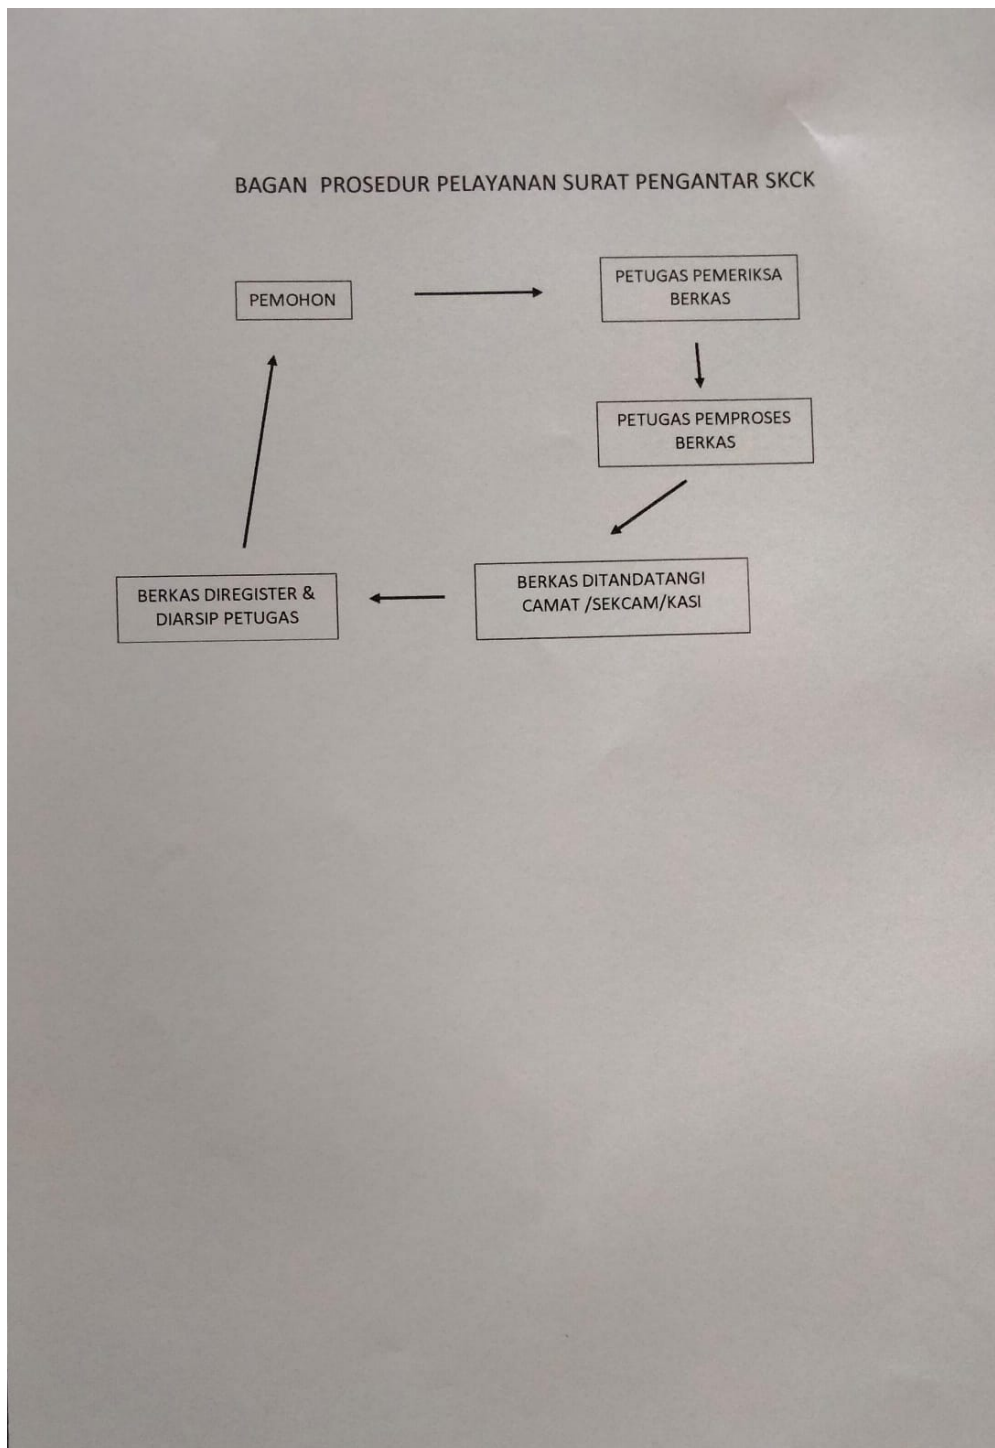 BAGAN PROSEDUR PELAYANAN SURAT PENGANTAR SKCK
PEMOHON
PETUGAS PEMERIKSA
BERKAS
PETUGAS PEMPROSES
BERKAS
BERKAS DITANDATANGI
CAMAT /SEKCAM/KASI
BERKAS DIREGISTER &
DIARSIP PETUGAS